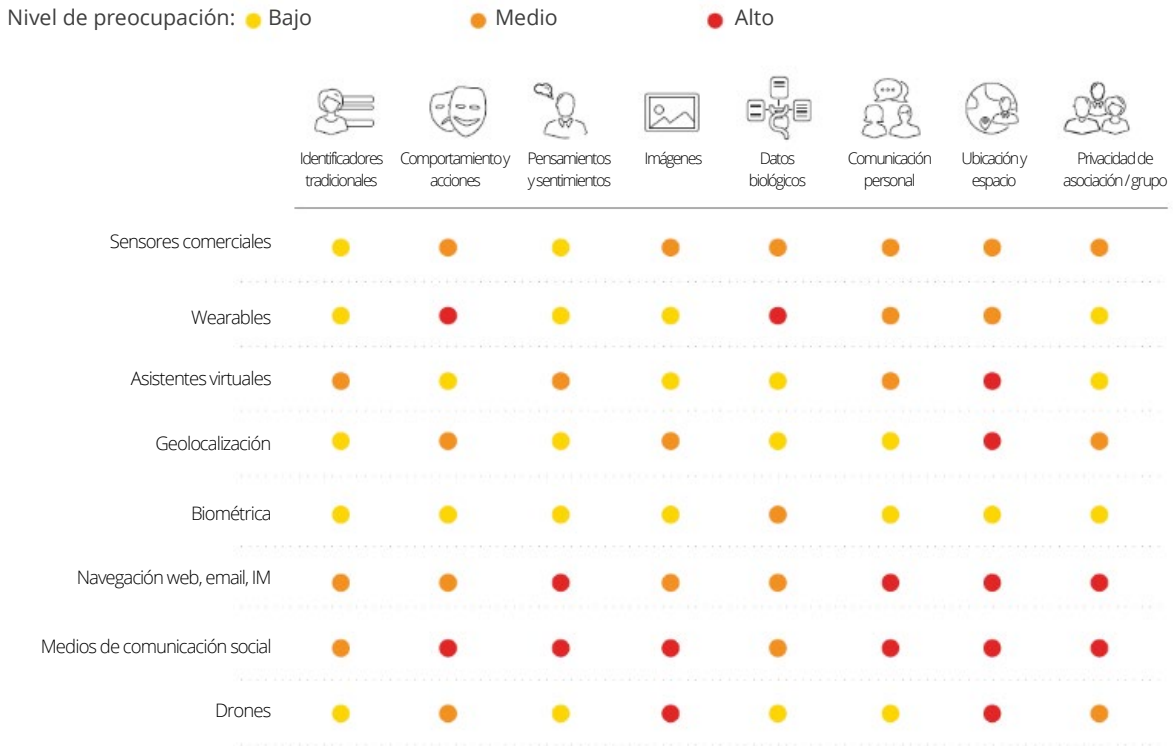 Nivel de preocupación: Bajo Medio Alto
Identificadores Comportamiento y Pensamientos Imágenes Datos Comunicación Ubicación y Privacidad de
tradicionales acciones y sentimientos biológicos personal espacio asociación / grupo
Sensores comerciales
Wearables
Asistentes virtuales
Geolocalización
Biométrica
Navegación web, email, IM
Medios de comunicación social
Drones